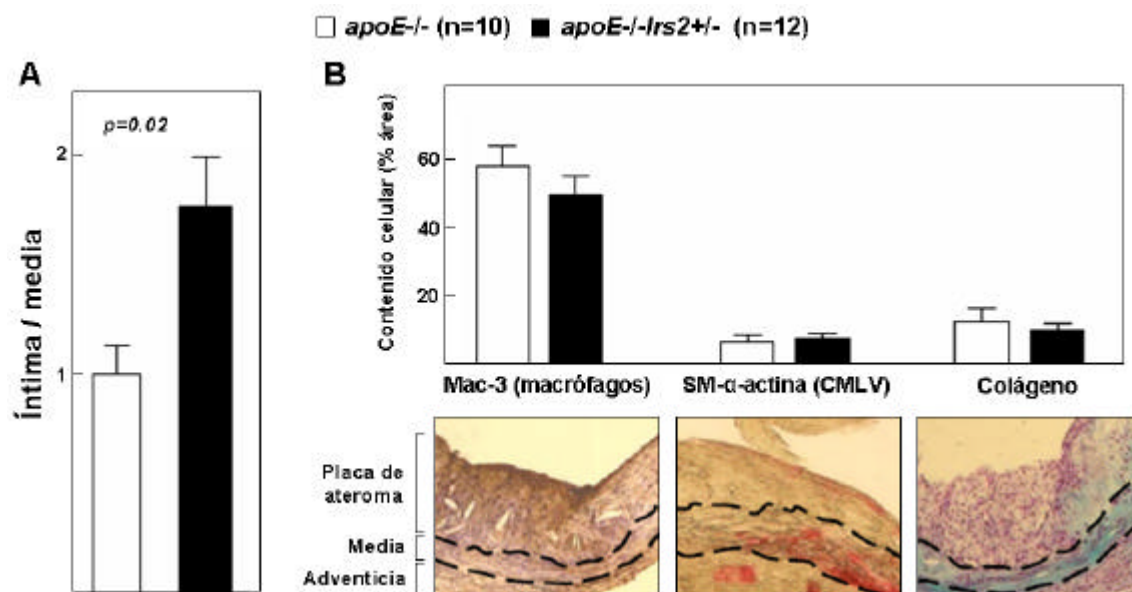 apoE-/- (n=10) apoE-/-Irs2+/- (n=12)
A
p=0.02
2
1
Íntima / media
B
Contenido celular (% área)
60
40
20
Mac-3 (macrófagos) SM-α-actina (CMLV) Colágeno
Placa de
ateroma
Media
Adventicia